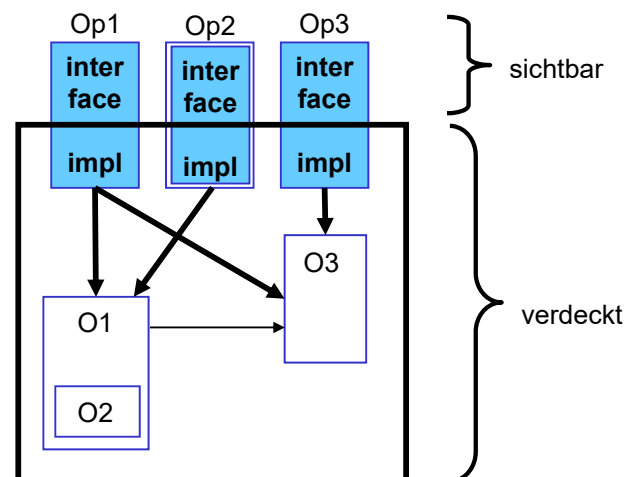 Op1 Op2 Op3
inter inter inter
face face face
sichtbar
impl impl impl
O3
O1
verdeckt
O2